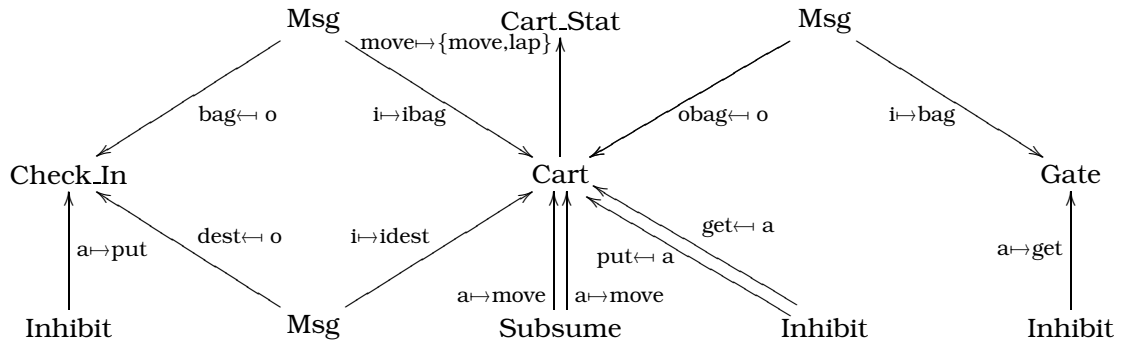 Msg Cart_Stat Msg
move↦{move,lap}
bag↤ o i↦ibag obag↤ o i↦bag
Check_In Cart Gate
get↤ a
dest↤ o i↦idest
a↦put a↦get
put↤ a
a↦move a↦move
Inhibit Msg Subsume Inhibit Inhibit